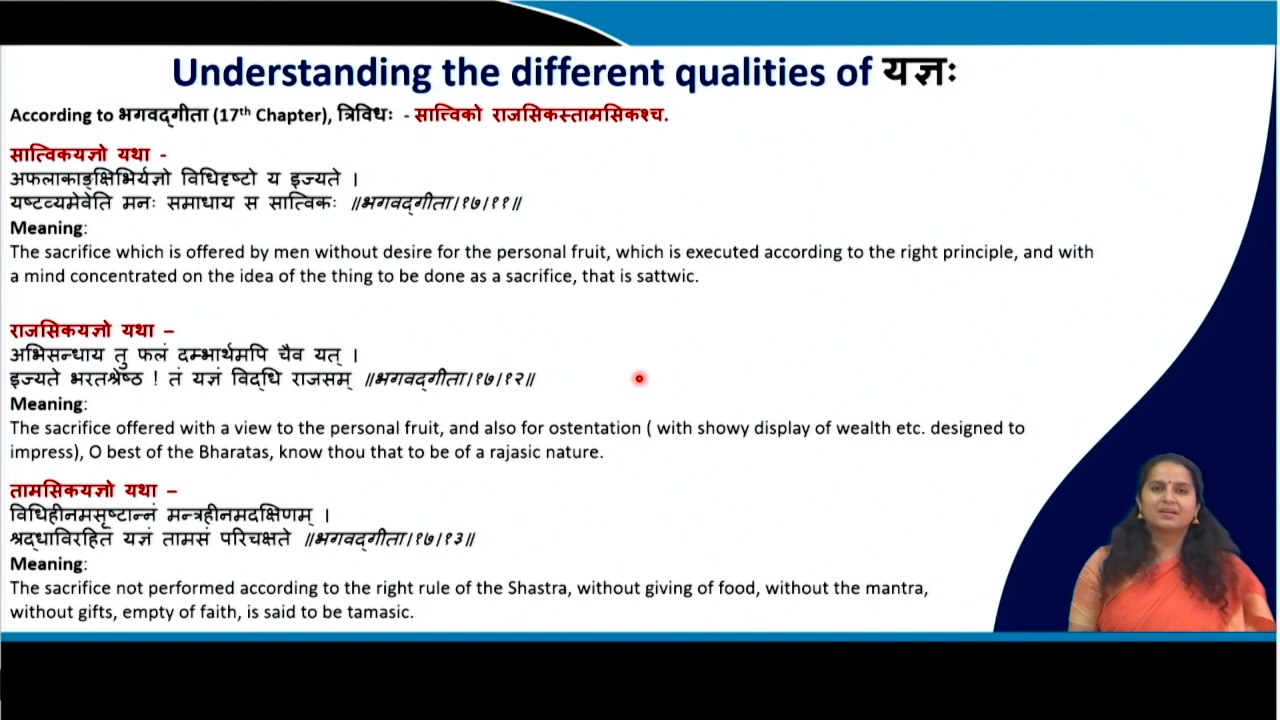 Understanding the different qualities of यज्ञः
According to भगवद्‌गीता (17th Chapter), त्रिविधः - सात्त्विको राजसिकस्तामसिकश्च.
सात्विकयज्ञो यथा -
अफलाकाङ्क्षिभिर्यज्ञो विधिदृष्टो य इज्यते ।
यष्टव्यमेवेति मनः समाधाय स सात्विकः ॥भगवद्‌गीता।१७।११॥
Meaning:
The sacrifice which is offered by men without desire for the personal fruit, which is executed according to the right principle, and with
a mind concentrated on the idea of the thing to be done as a sacrifice, that is sattwic.
राजसिकयज्ञो यथा –
अभिसन्धाय तु फलं दम्भार्थमपि चैव यत् ।
इज्यते भरतश्रेष्ठ ! तं यज्ञं विद्‌धि राजसम् ॥भगवद्‌गीता।१७।१२॥
Meaning:
The sacrifice offered with a view to the personal fruit, and also for ostentation ( with showy display of wealth etc. designed to
impress), O best of the Bharatas, know thou that to be of a rajasic nature.
तामसिकयज्ञो यथा –
विधिहीनमसृष्टान्नं मन्त्रहीनमदक्षिणम् ।
श्रद्‌धाविरहितं यज्ञं तामसं परिचक्षते ॥भगवद्‌गीता।१७।१३॥
Meaning:
The sacrifice not performed according to the right rule of the Shastra, without giving of food, without the mantra,
without gifts, empty of faith, is said to be tamasic.